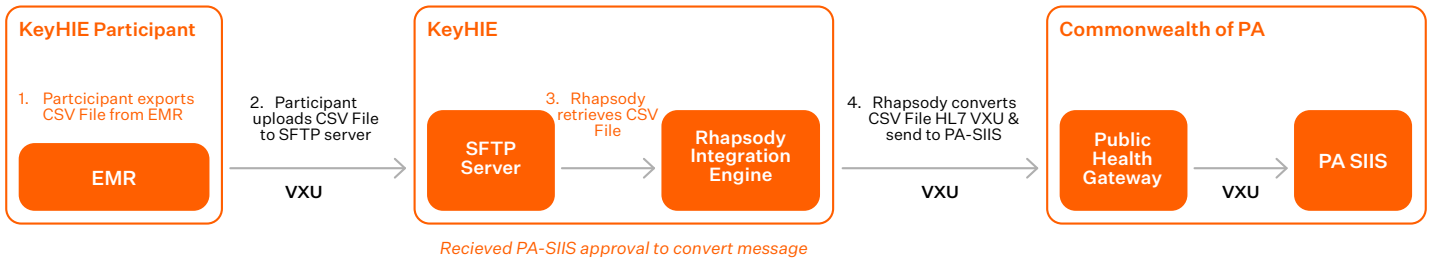 KeyHIE Participant
1. Partcicipant exports
CSV File from EMR
EMR
2. Participant
uploads CSV File
to SFTP server
VXU
KeyHIE
SFTP
Server
3. Rhapsody
retrieves CSV
File
Rhapsody
Integration
Engine
Recieved PA-SIIS approval to convert message
4. Rhapsody converts
CSV File HL7 VXU &
send to PA-SIIS
VXU
Commonwealth of PA
Public
Health
Gateway
VXU
PA SIIS